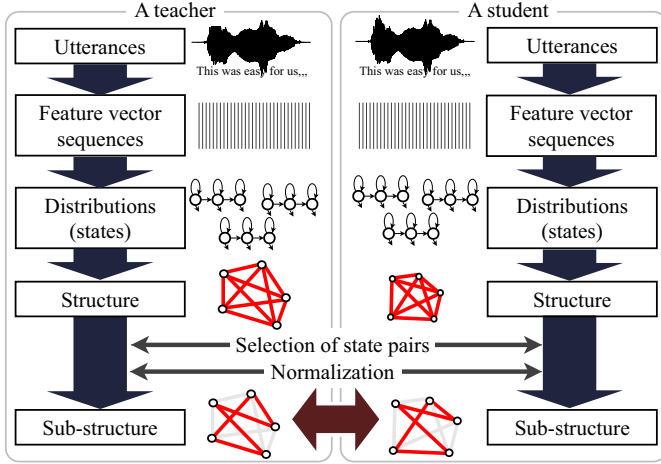 A teacher
A student
Utterances
This was easy for us,,,
This was easy for us,,,
Utterances
Feature vector
sequences
Feature vector
sequences
Distributions
(states)
Distributions
(states)
Structure
Structure
Selection of state pairs
Normalization
Sub-structure
Sub-structure